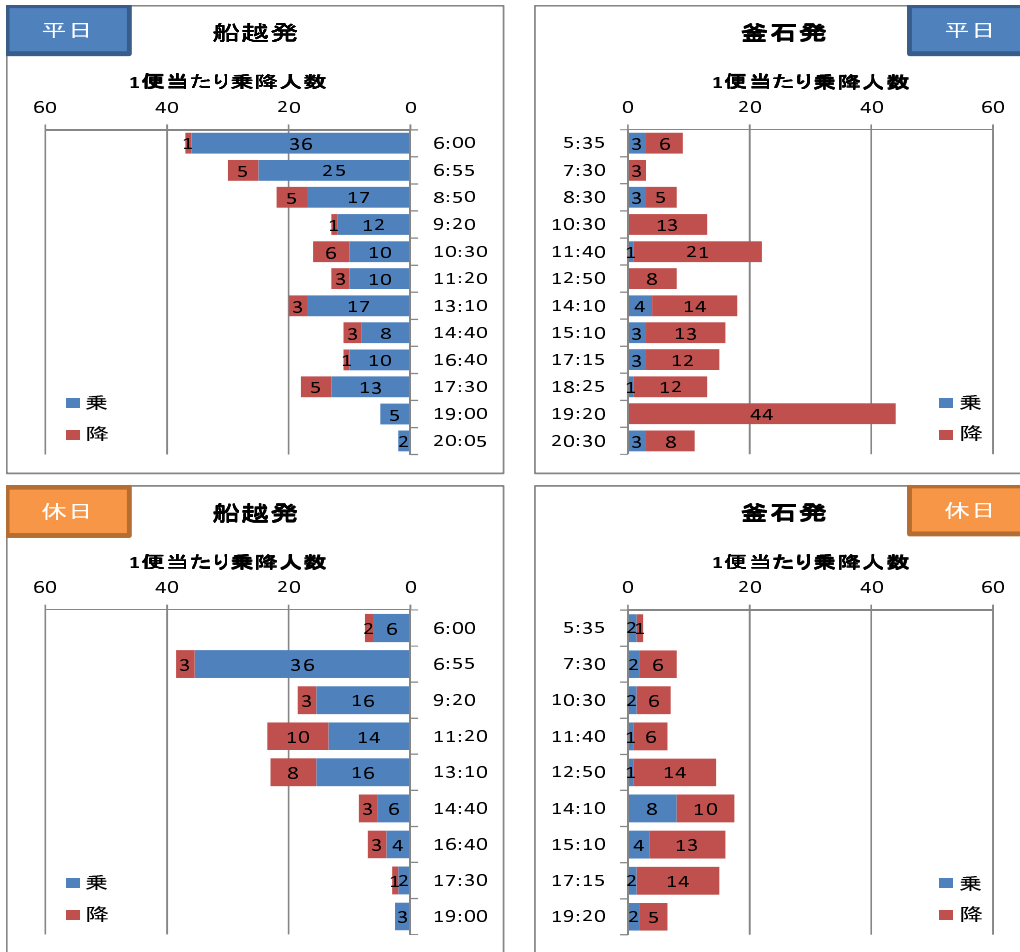 平日
船越発
1便当たり乗降人数
60 40 20 0
1 36 6:00
5 25 6:55
5 17 8:50
1 12 9:20
6 10 10:30
3 10 11:20
3 17 13:10
3 8 14:40
1 10 16:40
5 13 17:30
5 19:00
2 20:05
乗
降
釜石発
平日
1便当たり乗降人数
0 20 40 60
5:35 3 6
7:30 3
8:30 3 5
10:30 13
11:40 1 21
12:50 8
14:10 4 14
15:10 3 13
17:15 3 12
18:25 1 12
19:20 44
20:30 3 8
乗
降
休日
船越発
1便当たり乗降人数
60 40 20 0
2 6 6:00
3 36 6:55
3 16 9:20
10 14 11:20
8 16 13:10
3 6 14:40
3 4 16:40
1 2 17:30
3 19:00
乗
降
釜石発
休日
1便当たり乗降人数
0 20 40 60
5:35 2 1
7:30 2 6
10:30 2 6
11:40 1 6
12:50 1 14
14:10 8 10
15:10 4 13
17:15 2 14
19:20 2 5
乗
降